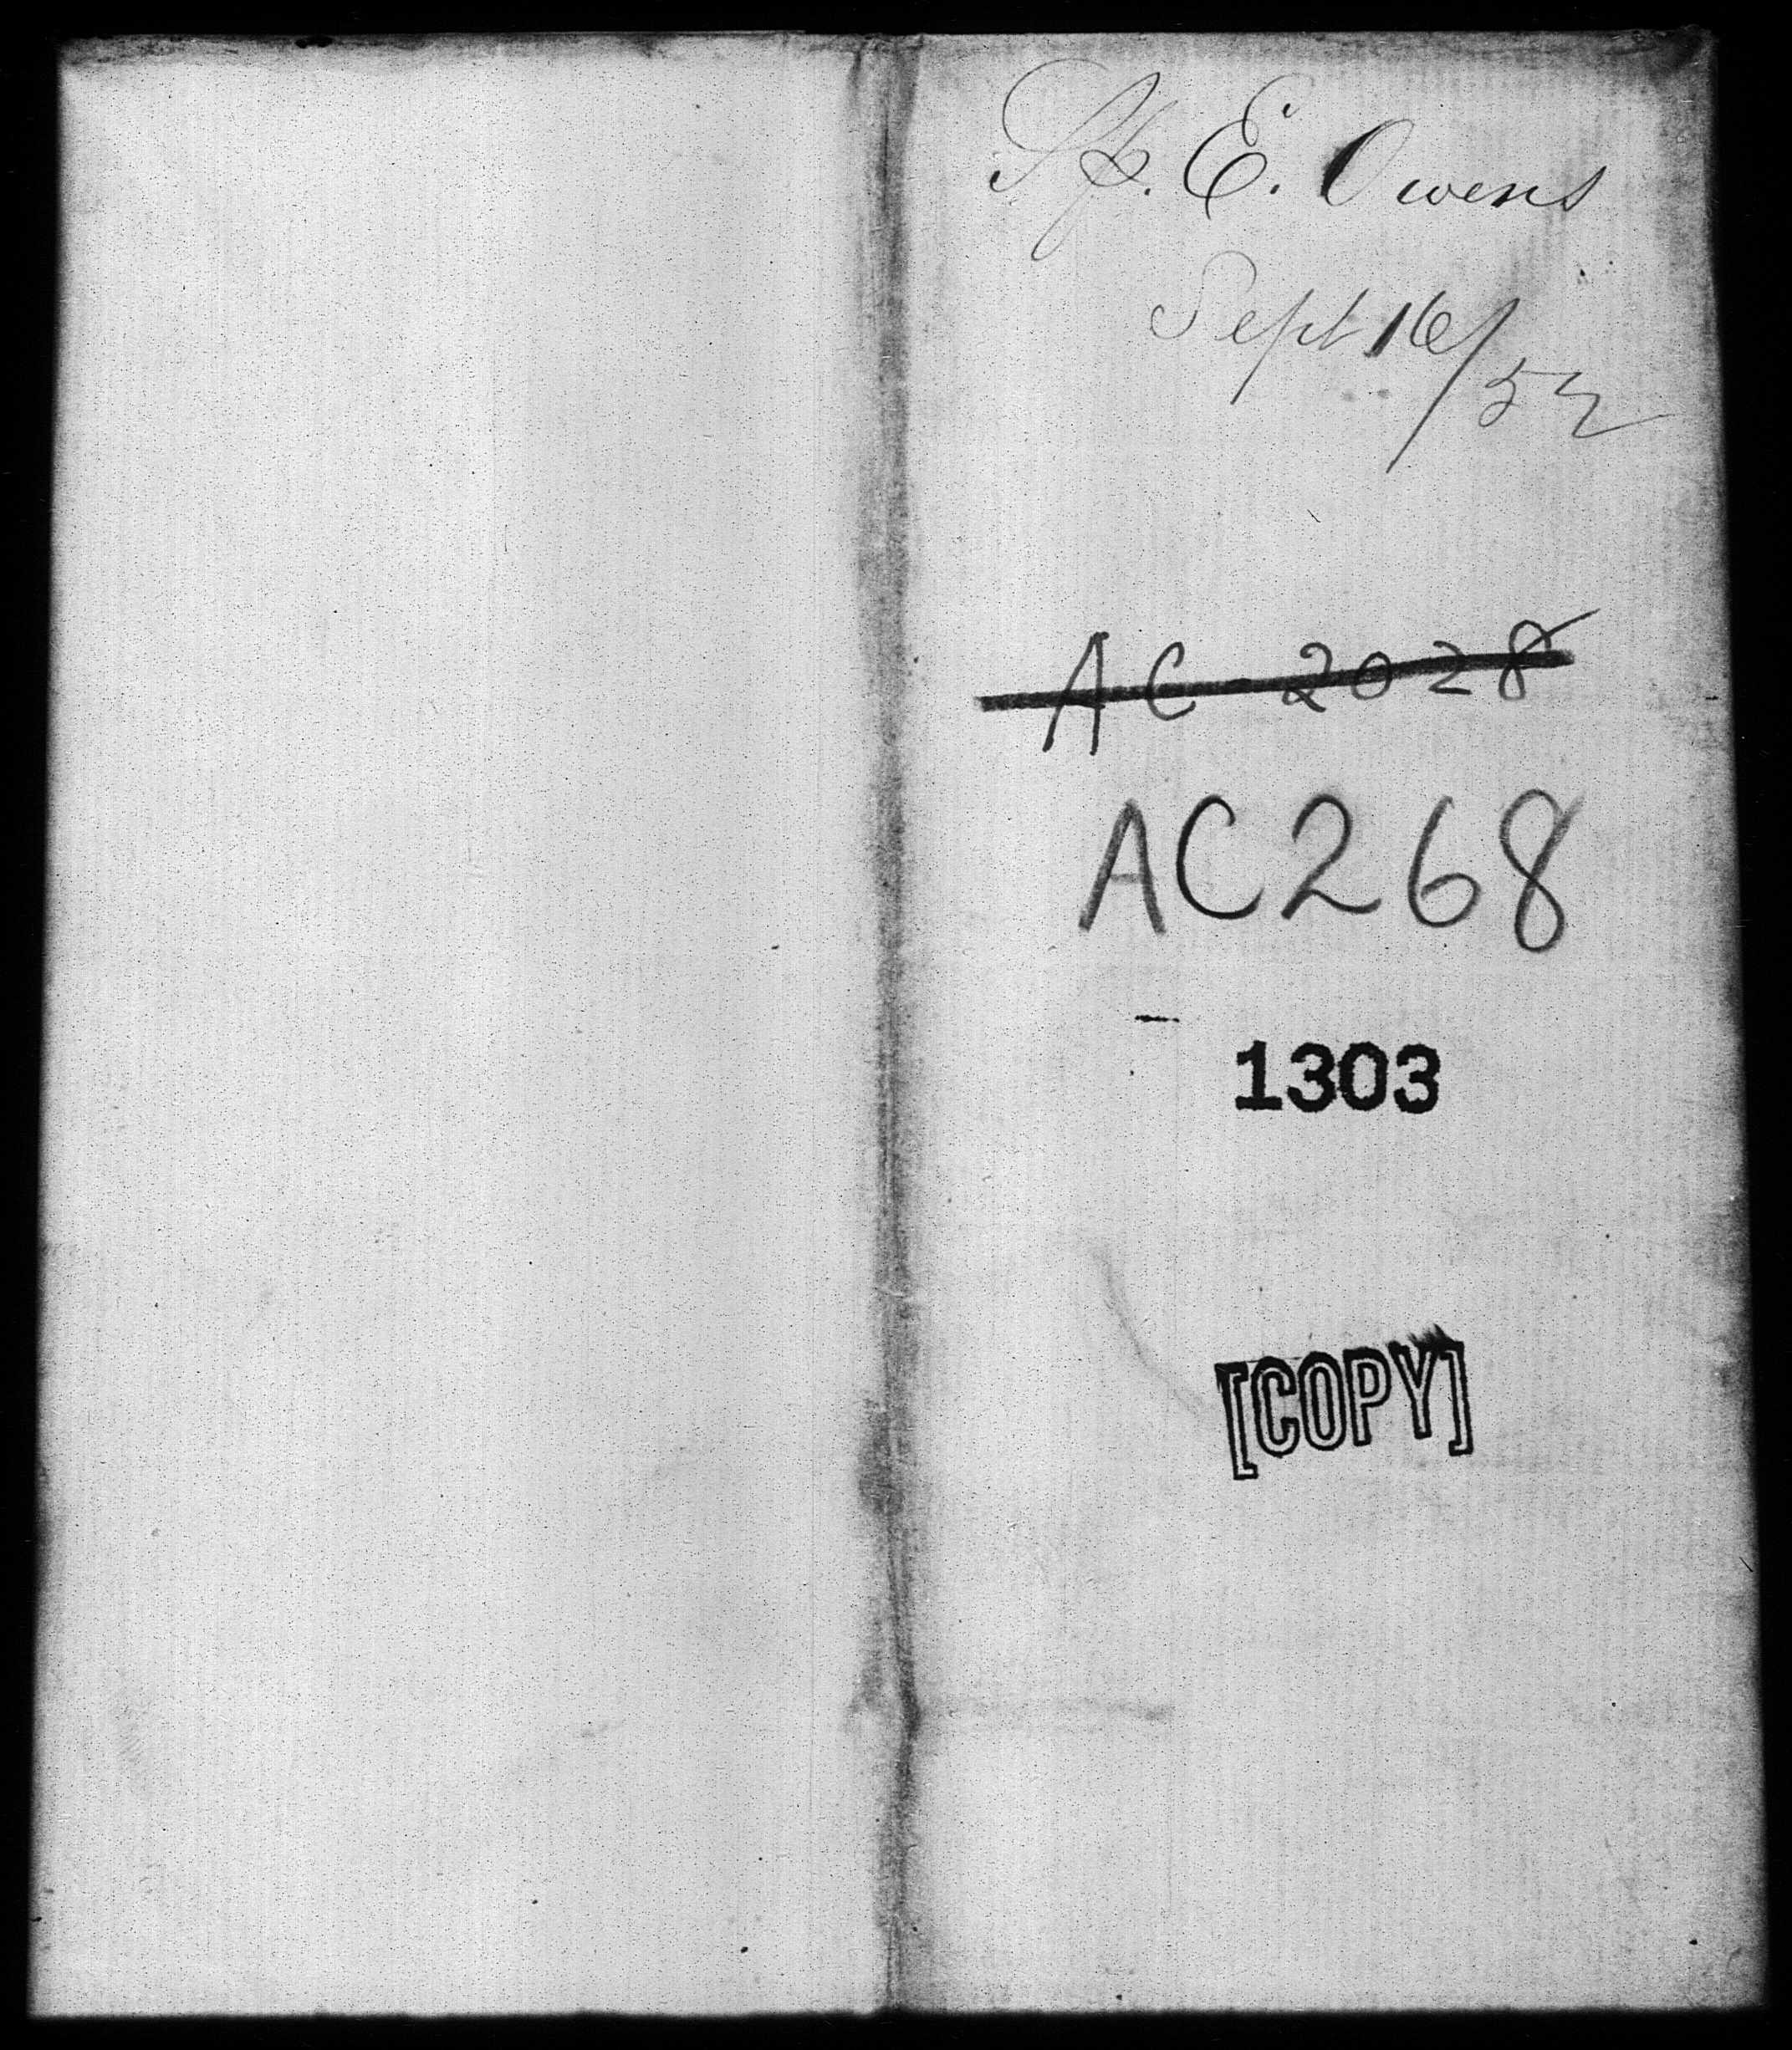 E. Owens
Sept 16/52
AC 2028
AC268
1303
[COPY]